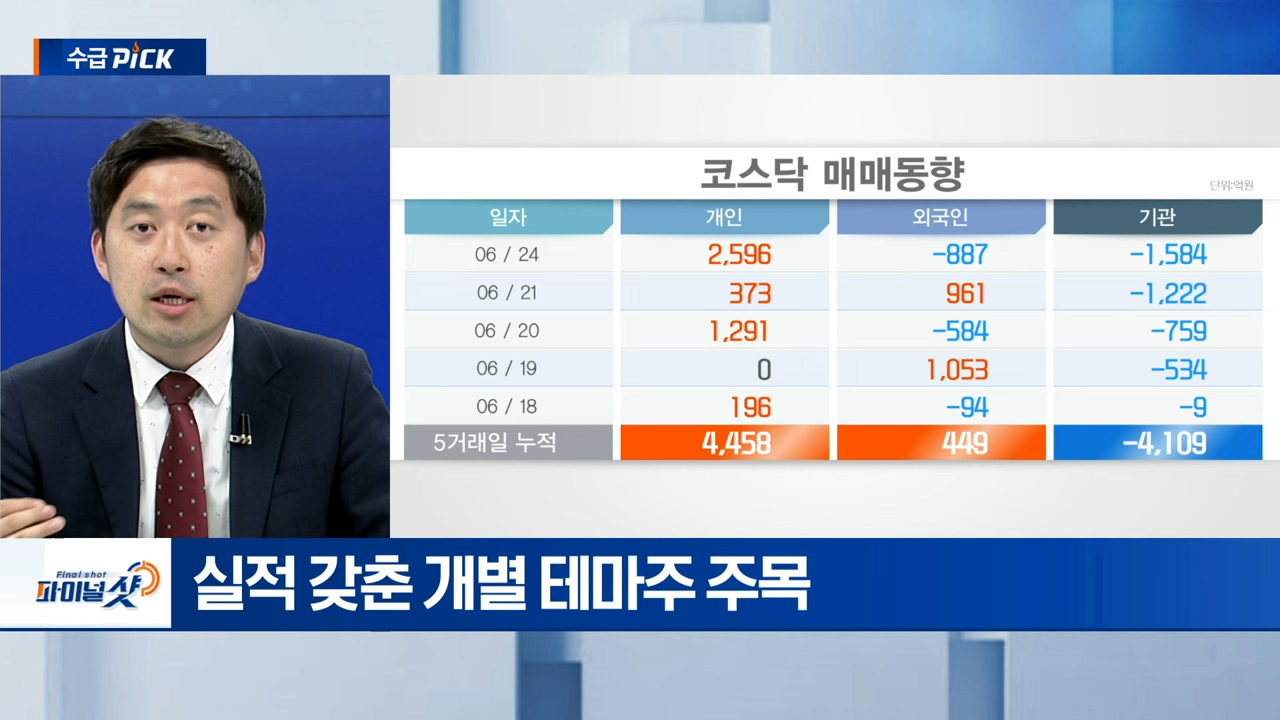 수급 PiCK
코스닥 매매동향
단위:억원
일자 개인 외국인 기관
06 / 24 2,596 -887 -1,584
06 / 21 373 961 -1,222
06 / 20 1,291 -584 -759
06 / 19 0 1,053 -534
06 / 18 196 -94 -9
5거래일 누적 4,458 449 -4,109
Final shot
파이널샷
실적 갖춘 개별 테마주 주목